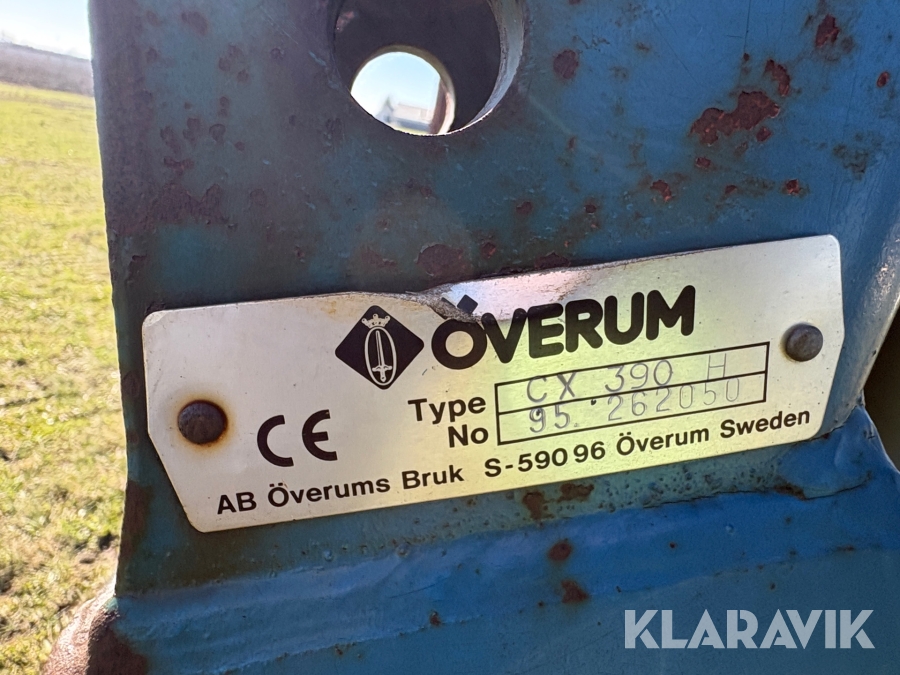 ÖVERUM
Type CX 390 H
No 95. 262050
CE
AB Överums Bruk S-590 96 Överum Sweden
KLARAVIK